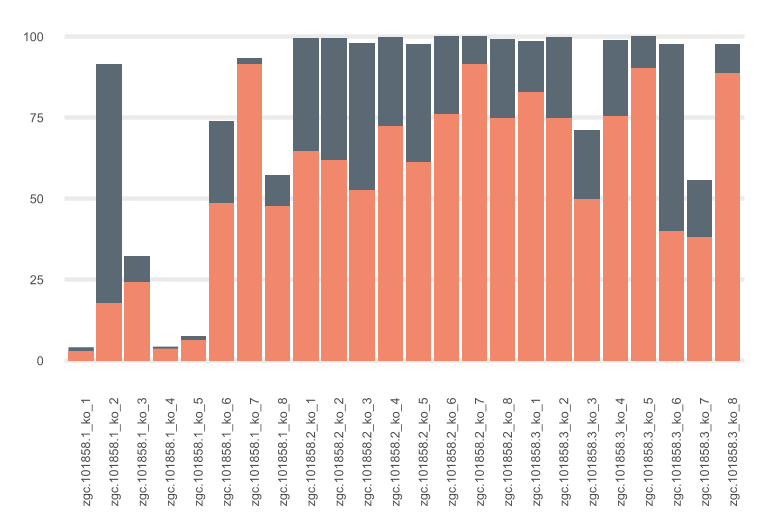 100
75
50
25
0
zgc.101858.1_ko_1
zgc.101858.1_ko_2
zgc.101858.1_ko_3
zgc.101858.1_ko_4
zgc.101858.1_ko_5
zgc.101858.1_ko_6
zgc.101858.1_ko_7
zgc.101858.1_ko_8
zgc.101858.2_ko_1
zgc.101858.2_ko_2
zgc.101858.2_ko_3
zgc.101858.2_ko_4
zgc.101858.2_ko_5
zgc.101858.2_ko_6
zgc.101858.2_ko_7
zgc.101858.2_ko_8
zgc.101858.3_ko_1
zgc.101858.3_ko_2
zgc.101858.3_ko_3
zgc.101858.3_ko_4
zgc.101858.3_ko_5
zgc.101858.3_ko_6
zgc.101858.3_ko_7
zgc.101858.3_ko_8